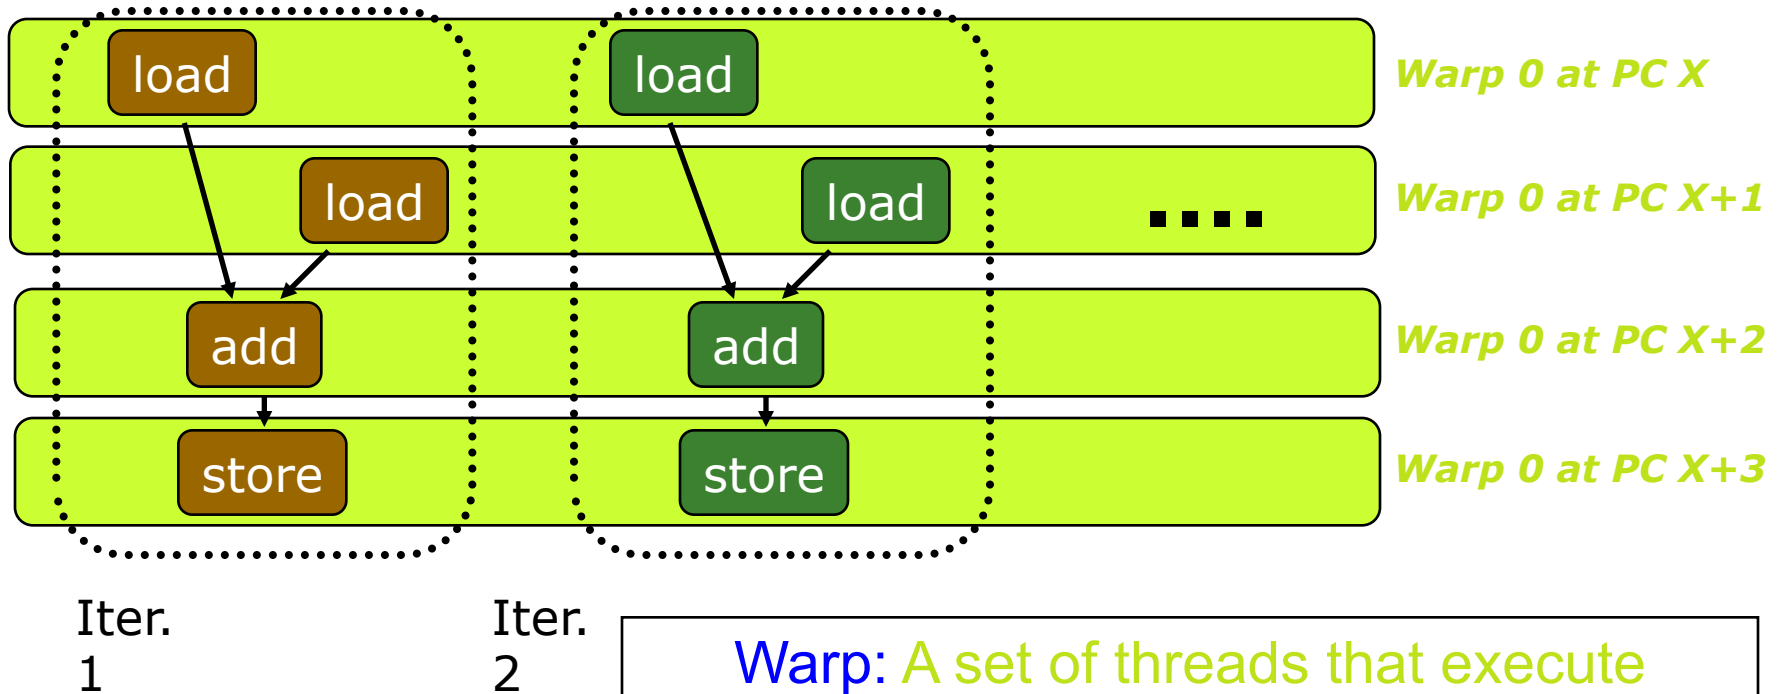 load
load
Warp 0 at PC X
load
load
Warp 0 at PC X+1
add
add
Warp 0 at PC X+2
store
store
Warp 0 at PC X+3
Iter.
1
Iter.
2
Warp: A set of threads that execute